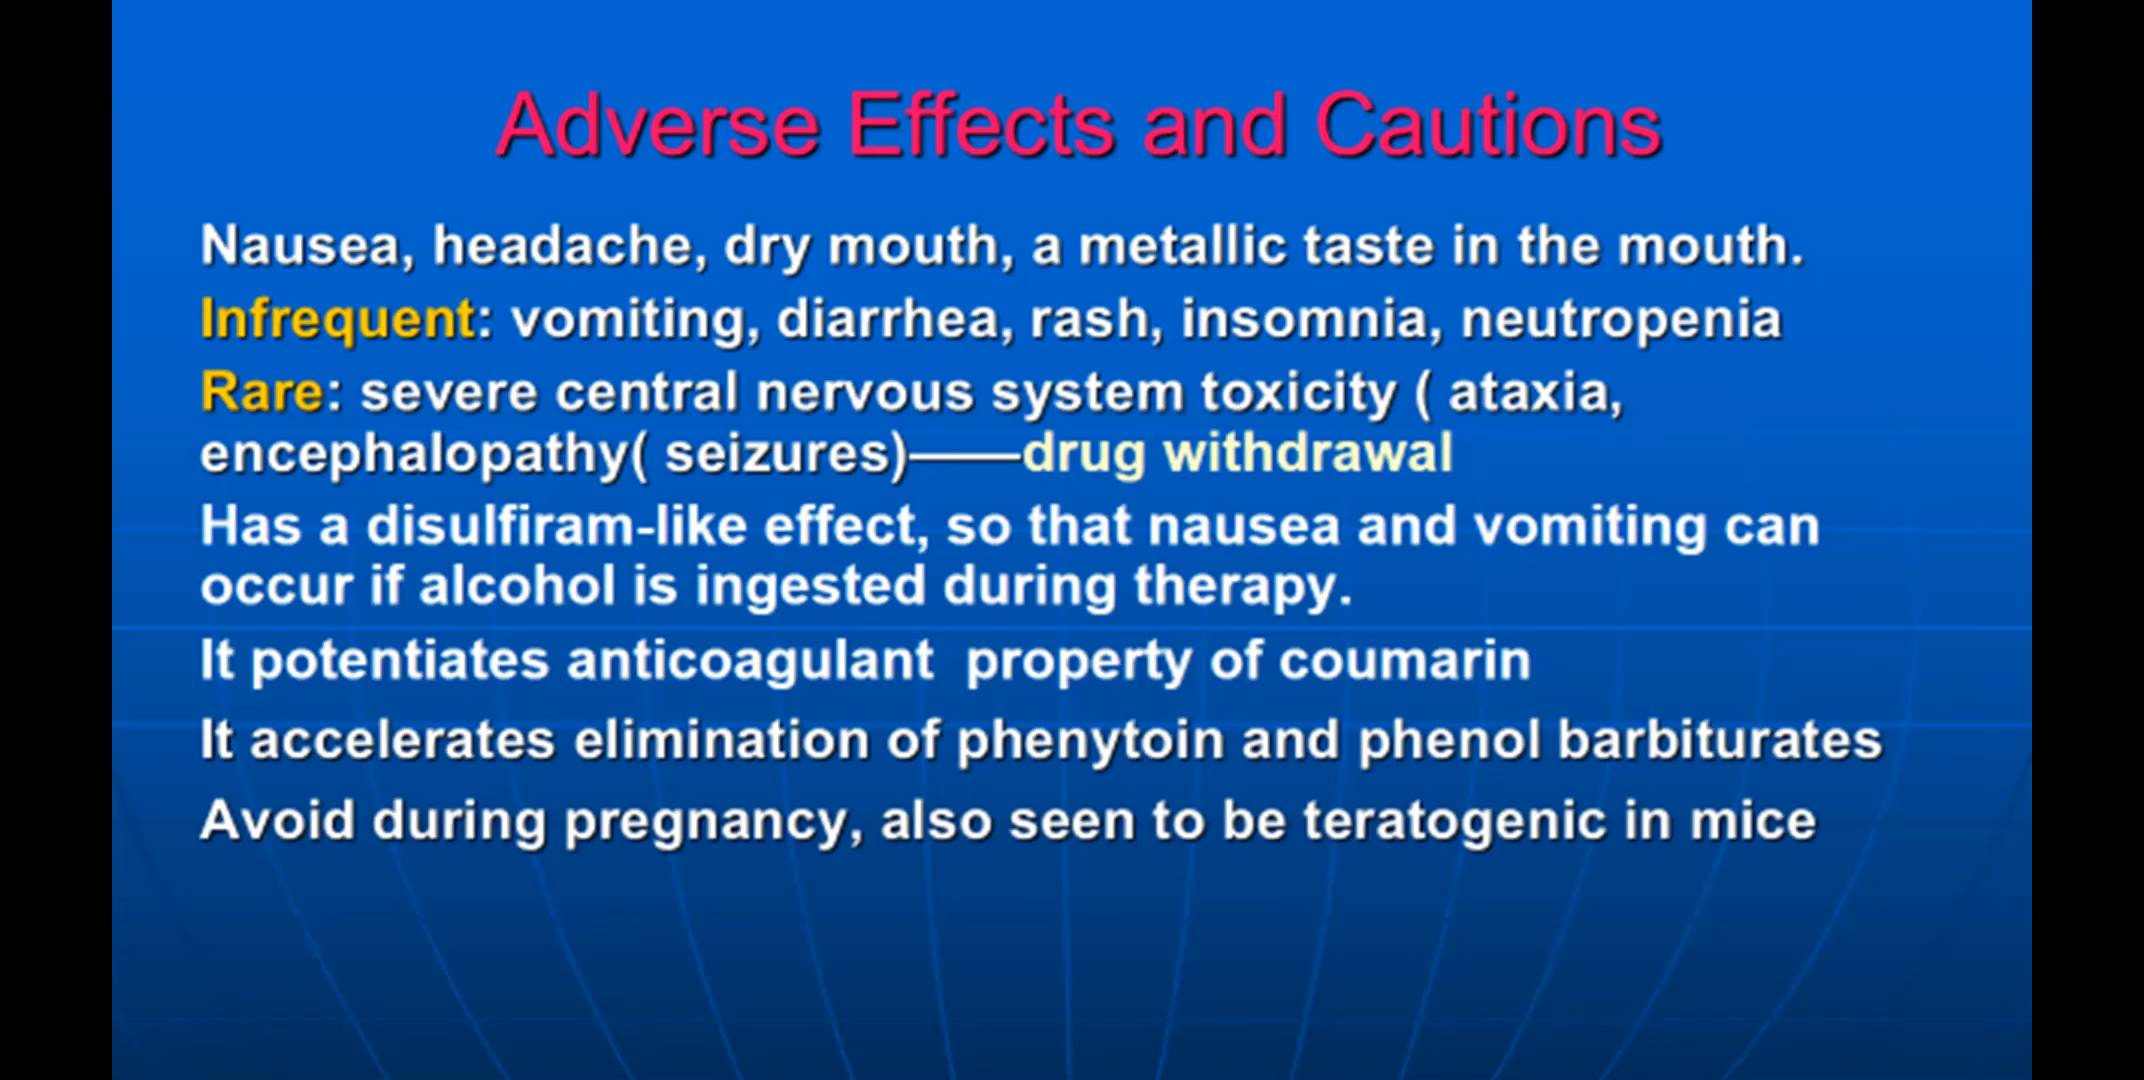 Adverse Effects and Cautions
Nausea, headache, dry mouth, a metallic taste in the mouth.
Infrequent: vomiting, diarrhea, rash, insomnia, neutropenia
Rare: severe central nervous system toxicity ( ataxia,
encephalopathy( seizures)——drug withdrawal
Has a disulfiram-like effect, so that nausea and vomiting can
occur if alcohol is ingested during therapy.
It potentiates anticoagulant  property of coumarin
It accelerates elimination of phenytoin and phenol barbiturates
Avoid during pregnancy, also seen to be teratogenic in mice